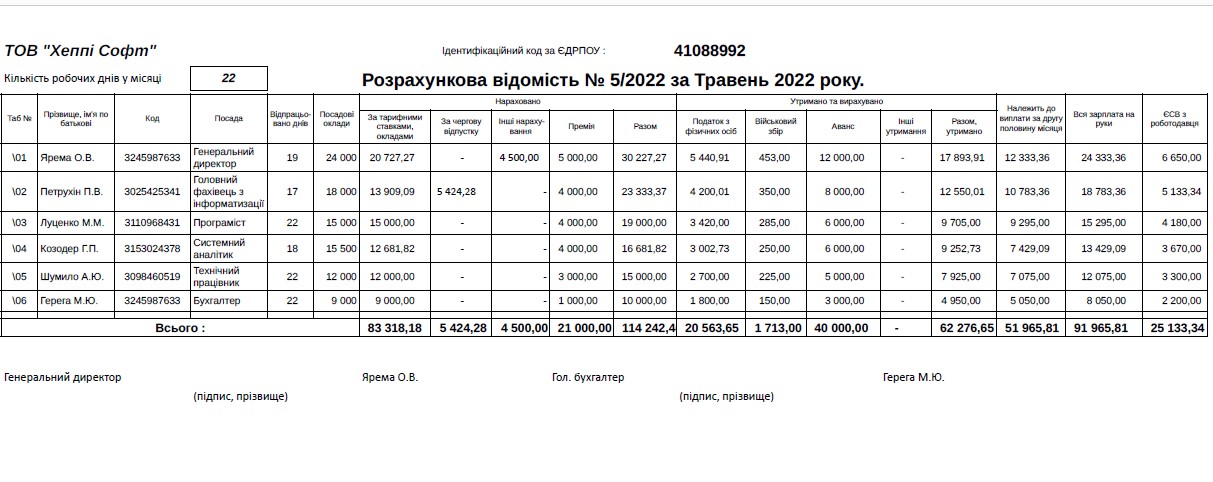 ТОВ "Хеппі Софт" Ідентифікаційний код за ЄДРПОУ : 41088992
Кількість робочих днів у місяці 22 Розрахункова відомість № 5/2022 за Травень 2022 року.
Таб № Прізвище, ім'я по батькові Код Посада Відпрацьо-вано днів Посадові оклади Нараховано Утримано та вирахувано Належить до виплати за другу половину місяця Вся зарплата на руки ЄСВ з роботодавця
За тарифними ставками, окладами За чергову відпустку Інші нараху-вання Премія Разом Податок з фізичних осіб Військовий збір Аванс Інші утримання Разом, утримано
\01 Ярема О.В. 3245987633 Генеральний директор 19 24 000 20 727,27 - 4 500,00 5 000,00 30 227,27 5 440,91 453,00 12 000,00 - 17 893,91 12 333,36 24 333,36 6 650,00
\02 Петрухін П.В. 3025425341 Головний фахівець з інформатизації 17 18 000 13 909,09 5 424,28 - 4 000,00 23 333,37 4 200,01 350,00 8 000,00 - 12 550,01 10 783,36 18 783,36 5 133,34
\03 Луценко М.М. 3110968431 Програміст 22 15 000 15 000,00 - - 4 000,00 19 000,00 3 420,00 285,00 6 000,00 - 9 705,00 9 295,00 15 295,00 4 180,00
\04 Козодер Г.П. 3153024378 Системний аналітик 18 15 500 12 681,82 - - 4 000,00 16 681,82 3 002,73 250,00 6 000,00 - 9 252,73 7 429,09 13 429,09 3 670,00
\05 Шумило А.Ю. 3098460519 Технічний працівник 22 12 000 12 000,00 - - 3 000,00 15 000,00 2 700,00 225,00 5 000,00 - 7 925,00 7 075,00 12 075,00 3 300,00
\06 Герега М.Ю. 3245987633 Бухгалтер 22 9 000 9 000,00 - - 1 000,00 10 000,00 1 800,00 150,00 3 000,00 - 4 950,00 5 050,00 8 050,00 2 200,00
Всього : 83 318,18 5 424,28 4 500,00 21 000,00 114 242,4 20 563,65 1 713,00 40 000,00 - 62 276,65 51 965,81 91 965,81 25 133,34
Генеральний директор Ярема О.В. Гол. бухгалтер Герега М.Ю.
(підпис, прізвище) (підпис, прізвище)